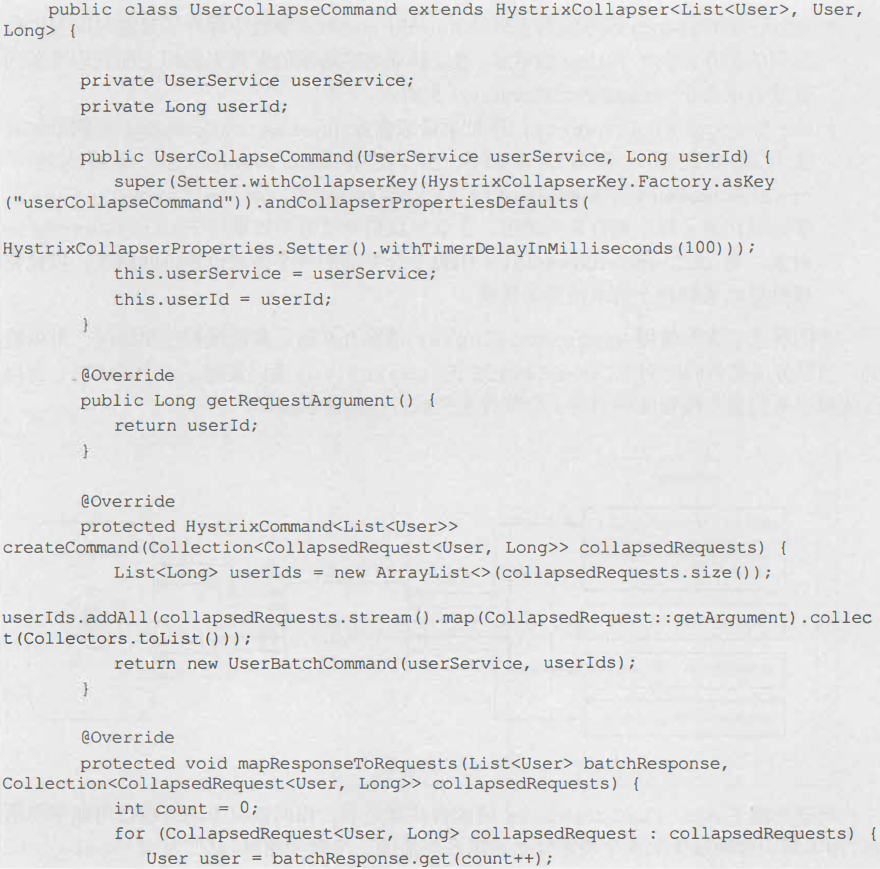 public class UserCollapseCommand extends HystrixCollapser<List<User>, User,
Long> {
private UserService userService;
private Long userId;
public UserCollapseCommand(UserService userService, Long userId) {
super(Setter.withCollapserKey(HystrixCollapserKey.Factory.asKey
("userCollapseCommand")).andCollapserPropertiesDefaults(
HystrixCollapserProperties.Setter().withTimerDelayInMilliseconds(100)));
this.userService = userService;
this.userId = userId;
}
@Override
public Long getRequestArgument() {
return userId;
}
@Override
protected HystrixCommand<List<User>>
createCommand(Collection<CollapsedRequest<User, Long>> collapsedRequests) {
List<Long> userIds = new ArrayList<>(collapsedRequests.size());
userIds.addAll(collapsedRequests.stream().map(CollapsedRequest::getArgument).collec
t(Collectors.toList()));
return new UserBatchCommand(userService, userIds);
}
@Override
protected void mapResponseToRequests(List<User> batchResponse,
Collection<CollapsedRequest<User, Long>> collapsedRequests) {
int count = 0;
for (CollapsedRequest<User, Long> collapsedRequest : collapsedRequests) {
User user = batchResponse.get(count++);